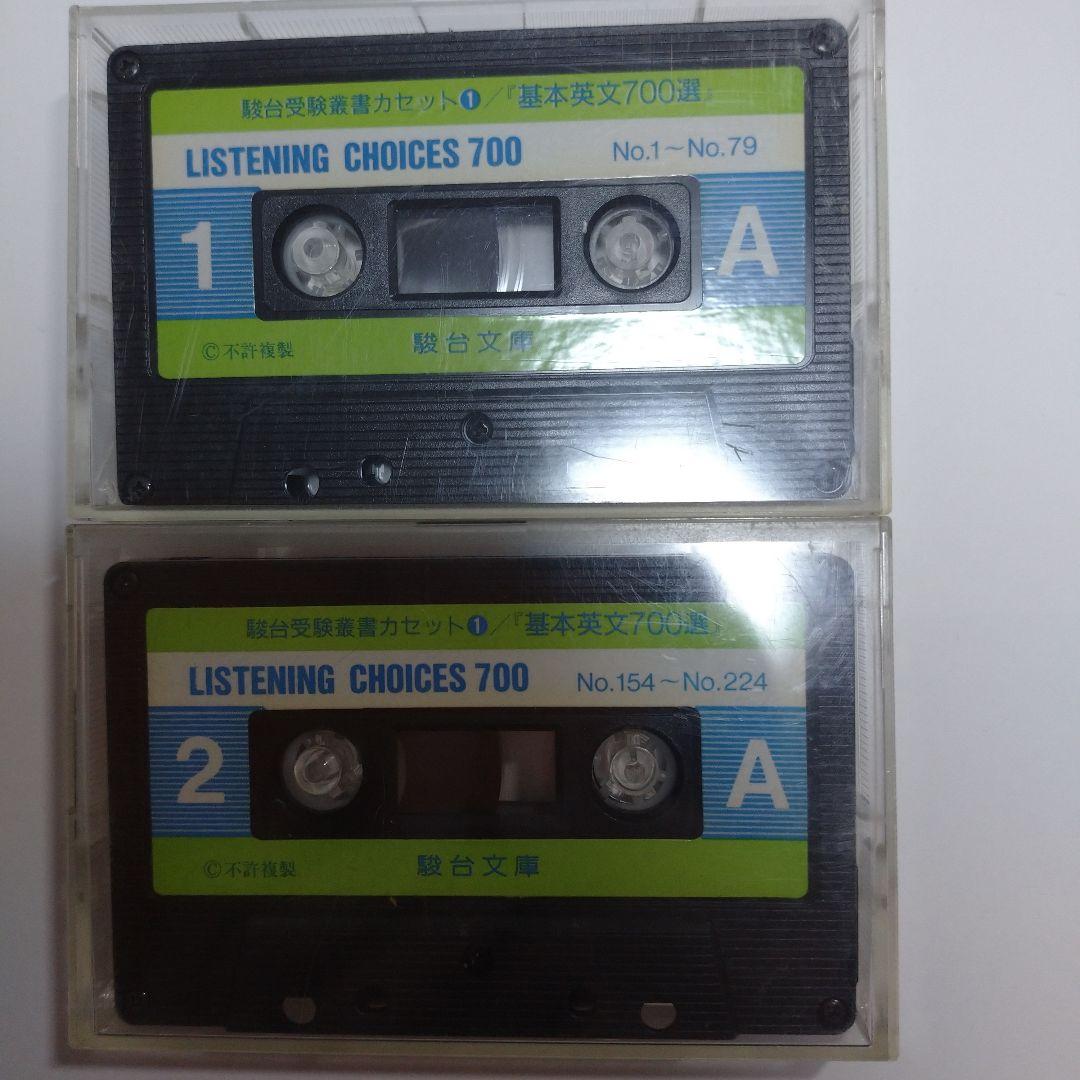 駿台受験叢書カセット❶/『基本英文700選』
LISTENING CHOICES 700 No.1〜No.79
1 A
©不許複製 駿台文庫
駿台受験叢書カセット❶/『基本英文700選』
LISTENING CHOICES 700 No.154〜No.224
2 A
©不許複製 駿台文庫